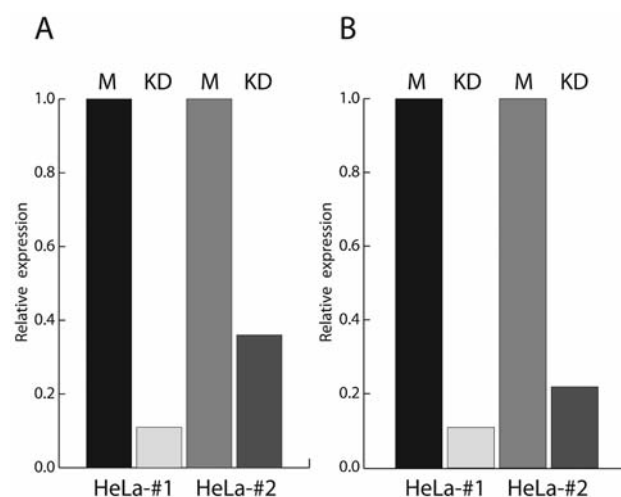 A
B
M KD M KD
M KD M KD
Relative expression
1.0
0.8
0.6
0.4
0.2
0.0
HeLa-#1 HeLa-#2
Relative expression
1.0
0.8
0.6
0.4
0.2
0.0
HeLa-#1 HeLa-#2